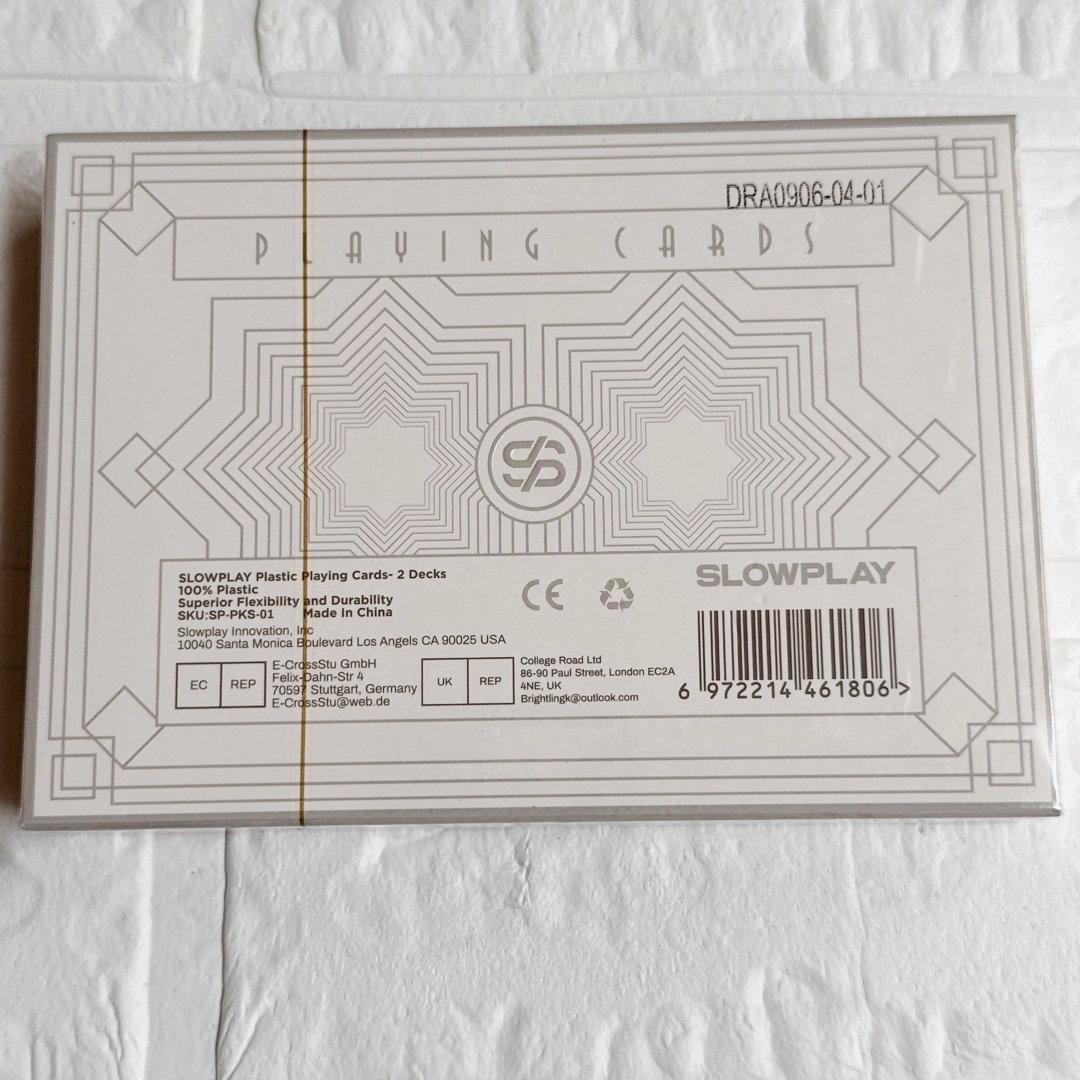 DRA0906-04-01
PLAYING CARDS
SLOWPLAY Plastic Playing Cards- 2 Decks
100% Plastic
Superior Flexibility and Durability
SKU:SP-PKS-01 Made In China
Slowplay Innovation, Inc
10040 Santa Monica Boulevard Los Angels CA 90025 USA
EC REP
E-CrossStu GmbH
Felix-Dahn-Str 4
70597 Stuttgart, Germany
E-CrossStu@web.de
UK REP
College Road Ltd
86-90 Paul Street, London EC2A
4NE, UK
Brightlingk@outlook.com
CE
SLOWPLAY
6 972214 461806 >